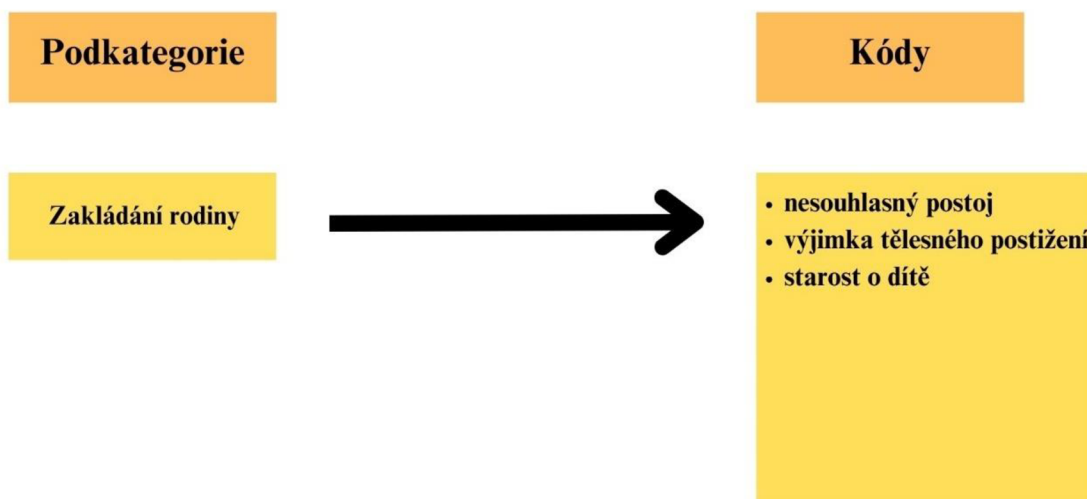 Podkategorie
Kódy
Zakládání rodiny
• nesouhlasný postoj
• výjimka tělesného postižení
• starost o dítě